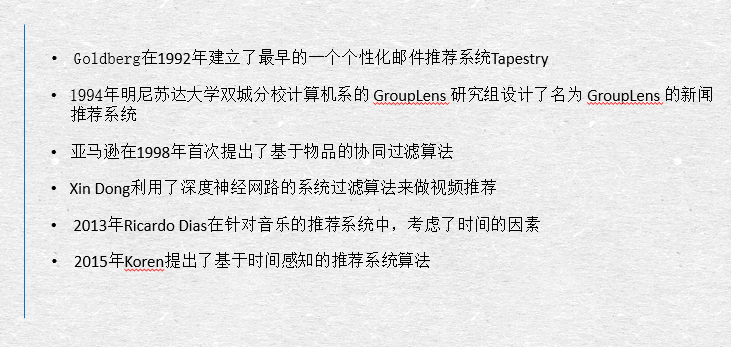 • Goldberg在1992年建立了最早的一个个性化邮件推荐系统Tapestry
• 1994年明尼苏达大学双城分校计算机系的 GroupLens 研究组设计了名为 GroupLens 的新闻
推荐系统
• 亚马逊在1998年首次提出了基于物品的协同过滤算法
• Xin Dong利用了深度神经网路的系统过滤算法来做视频推荐
• 2013年Ricardo Dias在针对音乐的推荐系统中，考虑了时间的因素
• 2015年Koren提出了基于时间感知的推荐系统算法